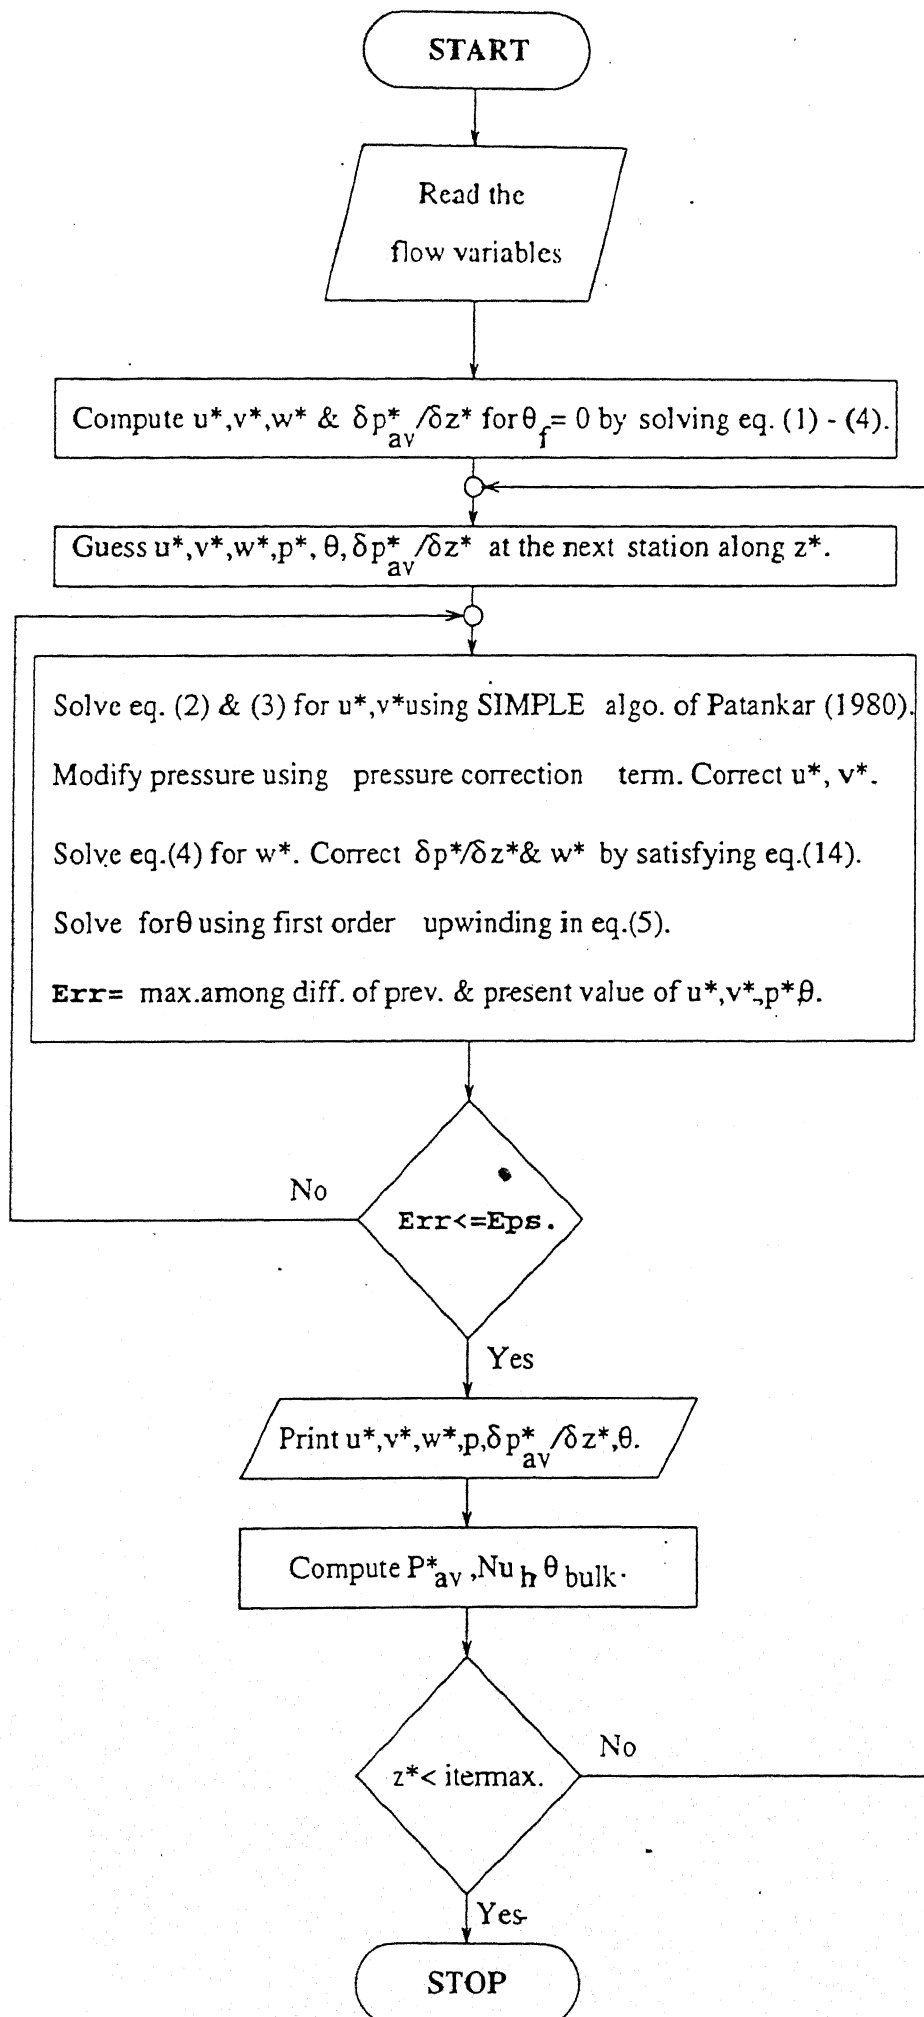 START
Read the
flow variables
Compute u*,v*,w* & δp*av/δz* for θf = 0 by solving eq. (1) - (4).
Guess u*,v*,w*,p*, θ, δp*av/δz* at the next station along z*.
Solve eq. (2) & (3) for u*,v* using SIMPLE algo. of Patankar (1980).
Modify pressure using pressure correction term. Correct u*, v*.
Solve eq.(4) for w*. Correct δp*/δz* & w* by satisfying eq.(14).
Solve for θ using first order upwinding in eq.(5).
Err= max.among diff. of prev. & present value of u*,v*,p*,θ.
No
Err<=Eps.
Yes
Print u*,v*,w*,p,δp*av/δz*,θ.
Compute P*av ,Nu h θ bulk.
No
z*< itermax.
Yes
STOP